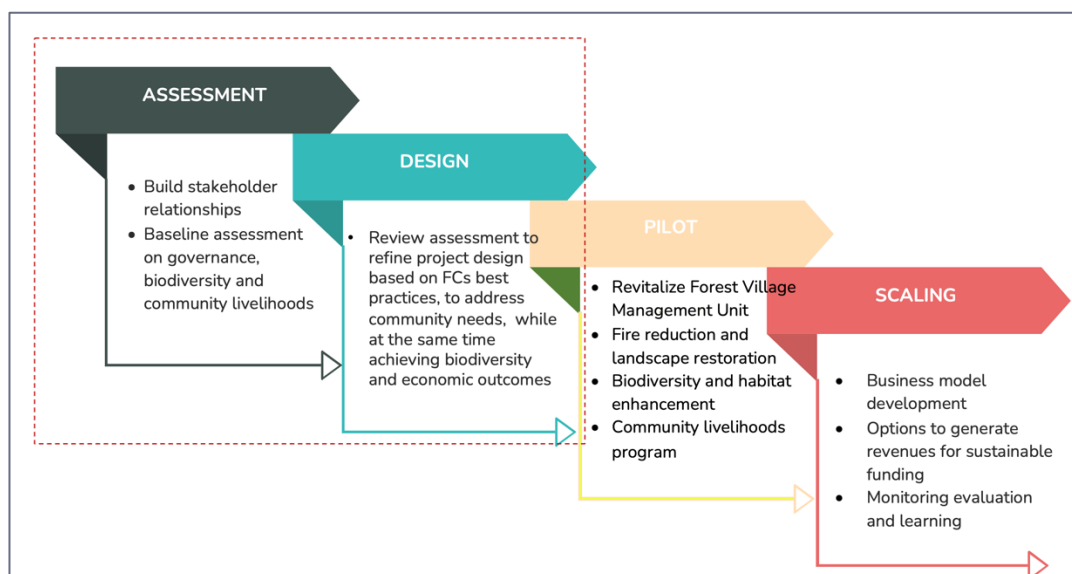 ASSESSMENT
• Build stakeholder
relationships
• Baseline assessment
on governance,
biodiversity and
community livelihoods
DESIGN
• Review assessment to
refine project design
based on FCs best
practices, to address
community needs, while
at the same time
achieving biodiversity
and economic outcomes
PILOT
• Revitalize Forest Village
Management Unit
• Fire reduction and
landscape restoration
• Biodiversity and habitat
enhancement
• Community livelihoods
program
SCALING
• Business model
development
• Options to generate
revenues for sustainable
funding
• Monitoring evaluation
and learning